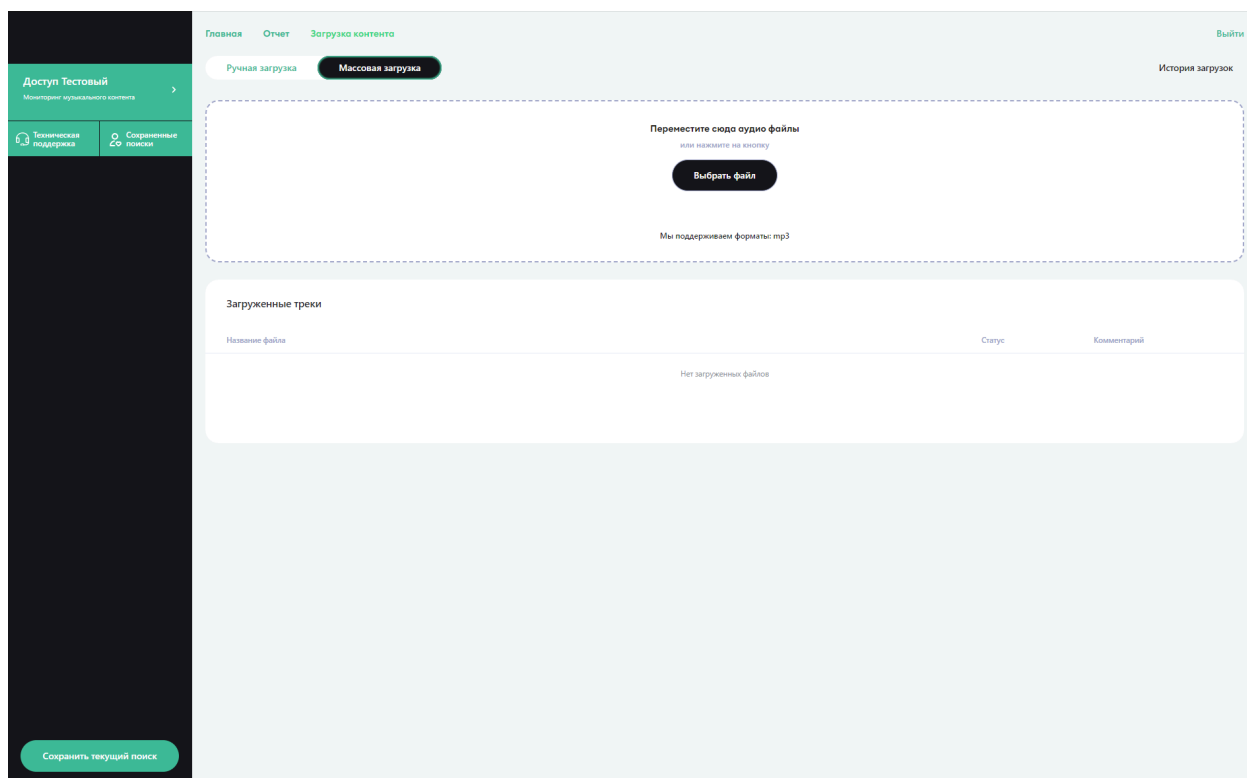 Главная Отчет Загрузка контента Выйти
Ручная загрузка Массовая загрузка История загрузок
Доступ Тестовый
Мониторинг музыкального контента
Техническая
поддержка
Сохраненные
поиски
Переместите сюда аудио файлы
или нажмите на кнопку
Выбрать файл
Мы поддерживаем форматы: mp3
Загруженные треки
Название файла Статус Комментарий
Нет загруженных файлов
Сохранить текущий поиск